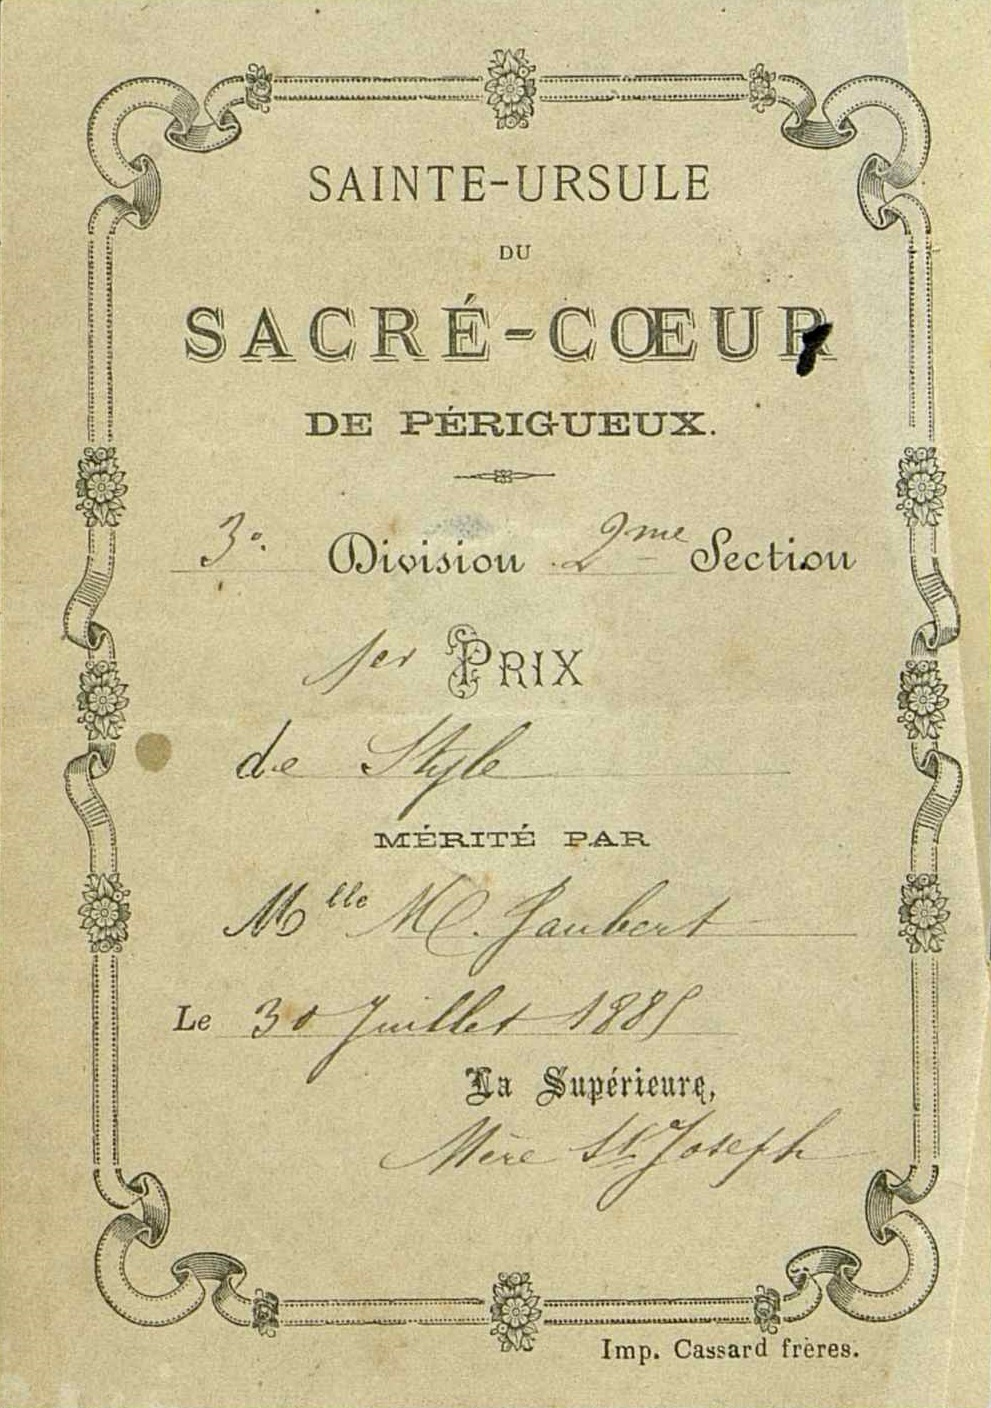 SAINTE-URSULE
DU
SACRÉ-CŒUR
DE PÉRIGUEUX.
3e. Division 2me Section
1er PRIX
de Style
MÉRITÉ PAR
Mlle M. Jaubert
Le 30 Juillet 1885
La Supérieure,
Mère St Joseph
Imp. Cassard frères.